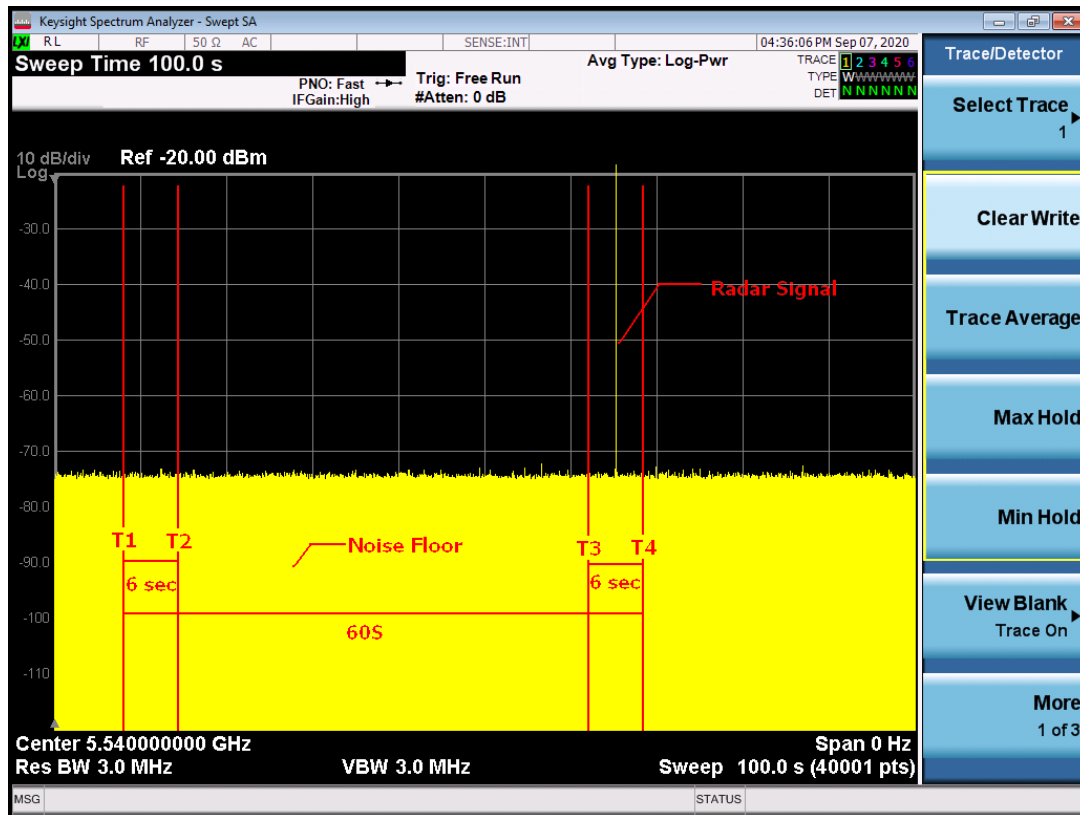 Keysight Spectrum Analyzer - Swept SA
LXI RL RF 50 Ω AC SENSE:INT 04:36:06 PM Sep 07, 2020
Sweep Time 100.0 s
PNO: Fast
IFGain:High
Trig: Free Run
#Atten: 0 dB
Avg Type: Log-Pwr
TRACE 1 2 3 4 5 6
TYPE WWWWWW
DET N N N N N N
10 dB/div
Log
Ref -20.00 dBm
-30.0
-40.0
-50.0
-60.0
-70.0
-80.0
-90.0
-100
-110
Radar Signal
T1 T2
Noise Floor
T3 T4
6 sec
6 sec
60S
Center 5.540000000 GHz
Span 0 Hz
Res BW 3.0 MHz
VBW 3.0 MHz
Sweep 100.0 s (40001 pts)
MSG
STATUS
Trace/Detector
Select Trace
1
Clear Write
Trace Average
Max Hold
Min Hold
View Blank
Trace On
More
1 of 3